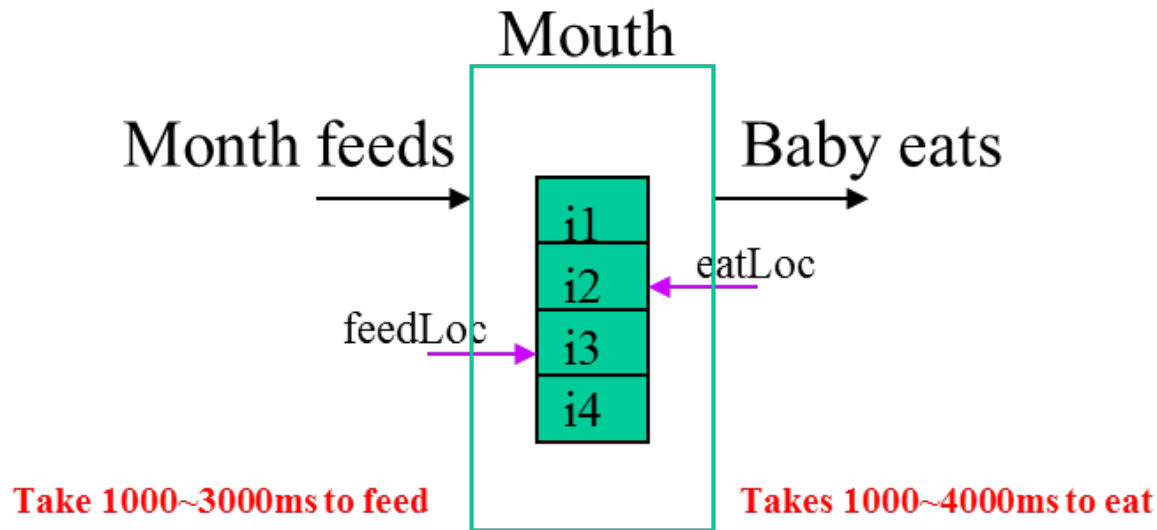 Mouth
Month feeds
Baby eats
i1
i2
eatLoc
feedLoc
i3
i4
Take 1000~3000ms to feed
Takes 1000~4000ms to eat